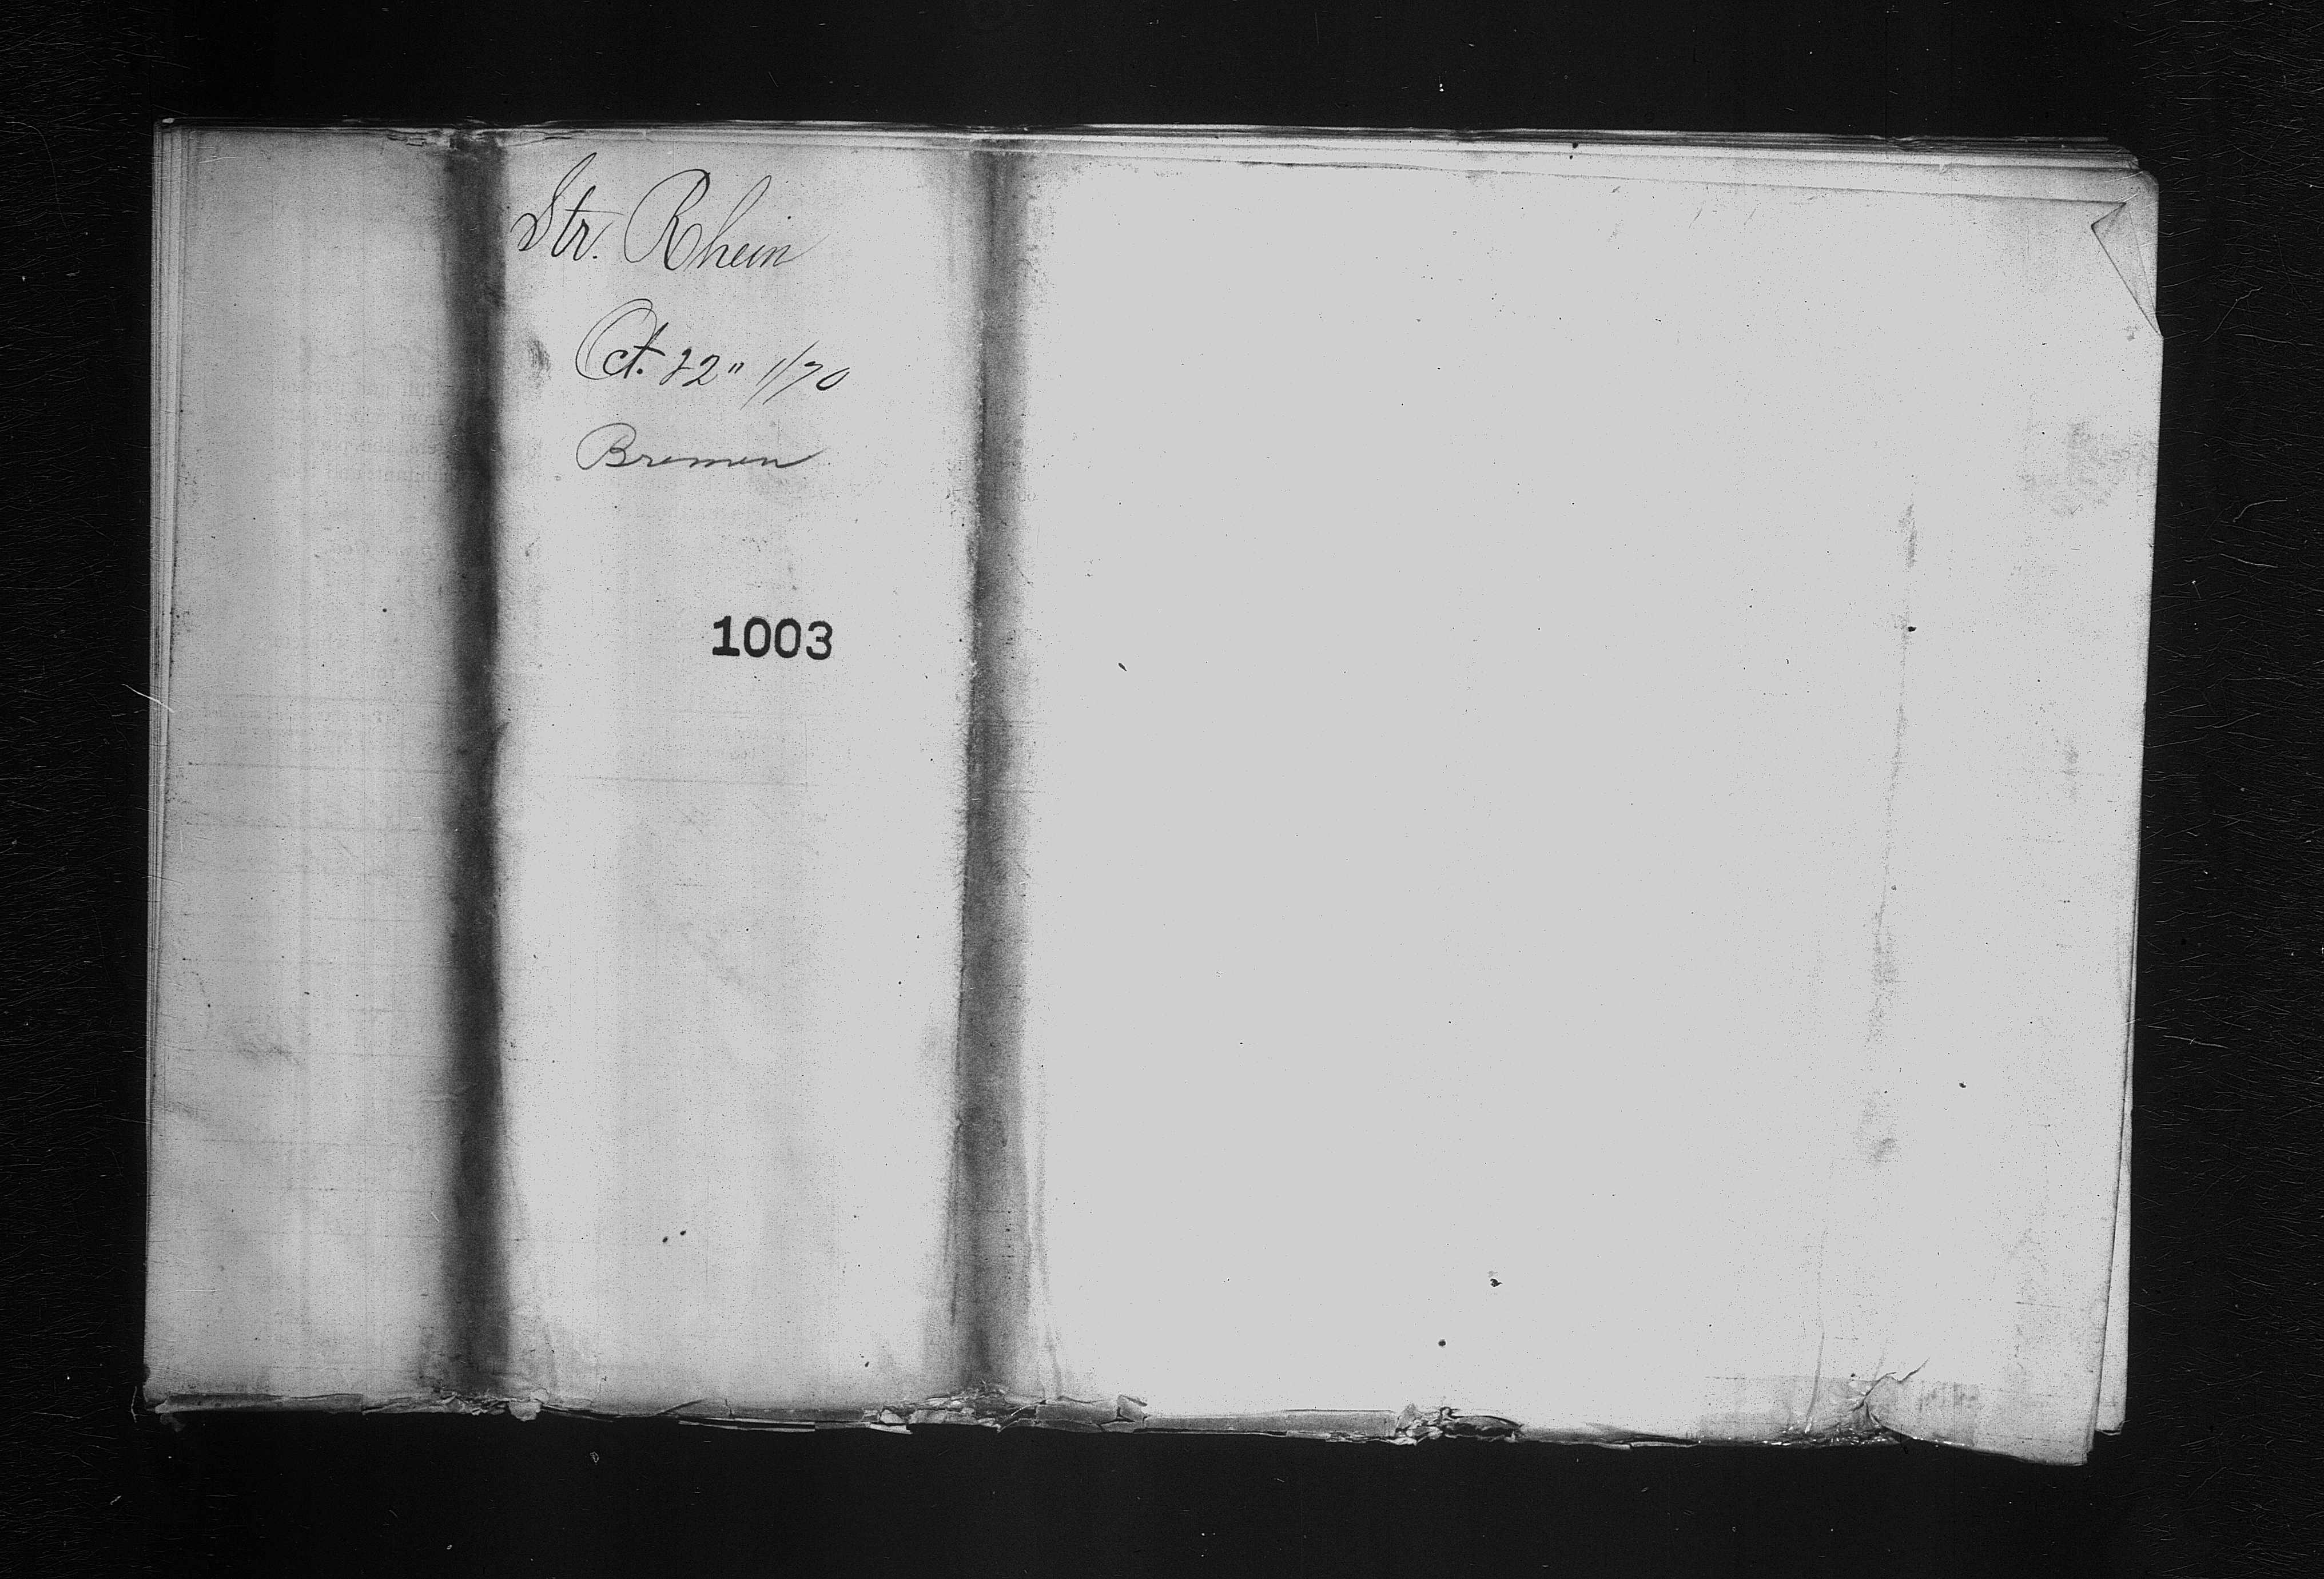 Str. Rhein
Oct. 22" 1/70
Bremen
1003